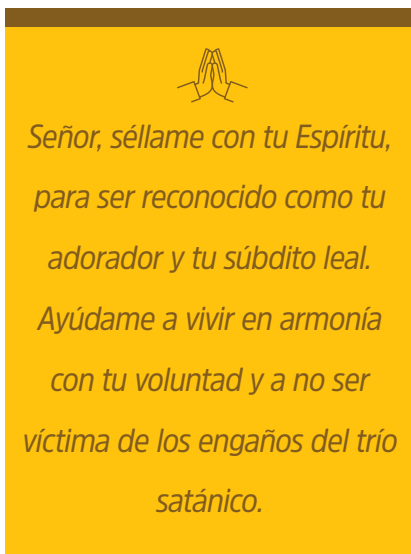 Señor, séllame con tu Espíritu,
para ser reconocido como tu
adorador y tu súbdito leal.
Ayúdame a vivir en armonía
con tu voluntad y a no ser
víctima de los engaños del trío
satánico.